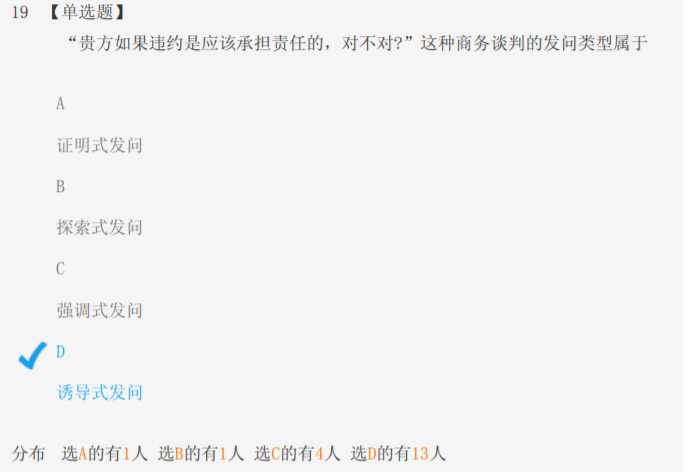 19 【单选题】
“贵方如果违约是应该承担责任的，对不对?”这种商务谈判的发问类型属于
A
证明式发问
B
探索式发问
C
强调式发问
D
诱导式发问
分布 选A的有1人 选B的有1人 选C的有4人 选D的有13人